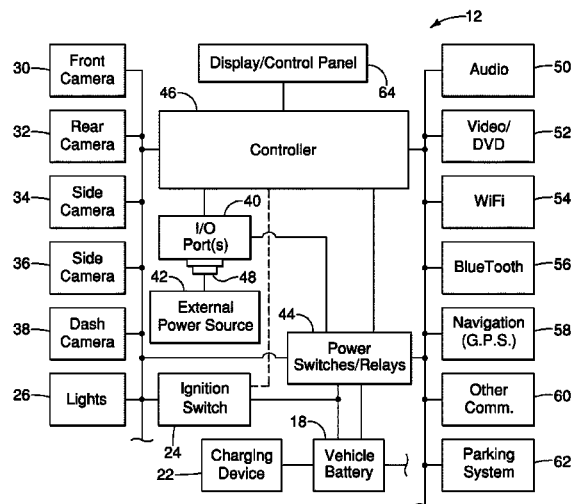 12
30
Front
Camera
Display/Control Panel
64
Audio
50
46
32
Rear
Camera
Controller
Video/
DVD
52
34
Side
Camera
40
I/O
Port(s)
WiFi
54
36
Side
Camera
42
48
External
Power Source
BlueTooth
56
38
Dash
Camera
44
Power
Switches/Relays
Navigation
(G.P.S.)
58
26
Lights
Ignition
Switch
24
Other
Comm.
60
18
22
Charging
Device
Vehicle
Battery
Parking
System
62